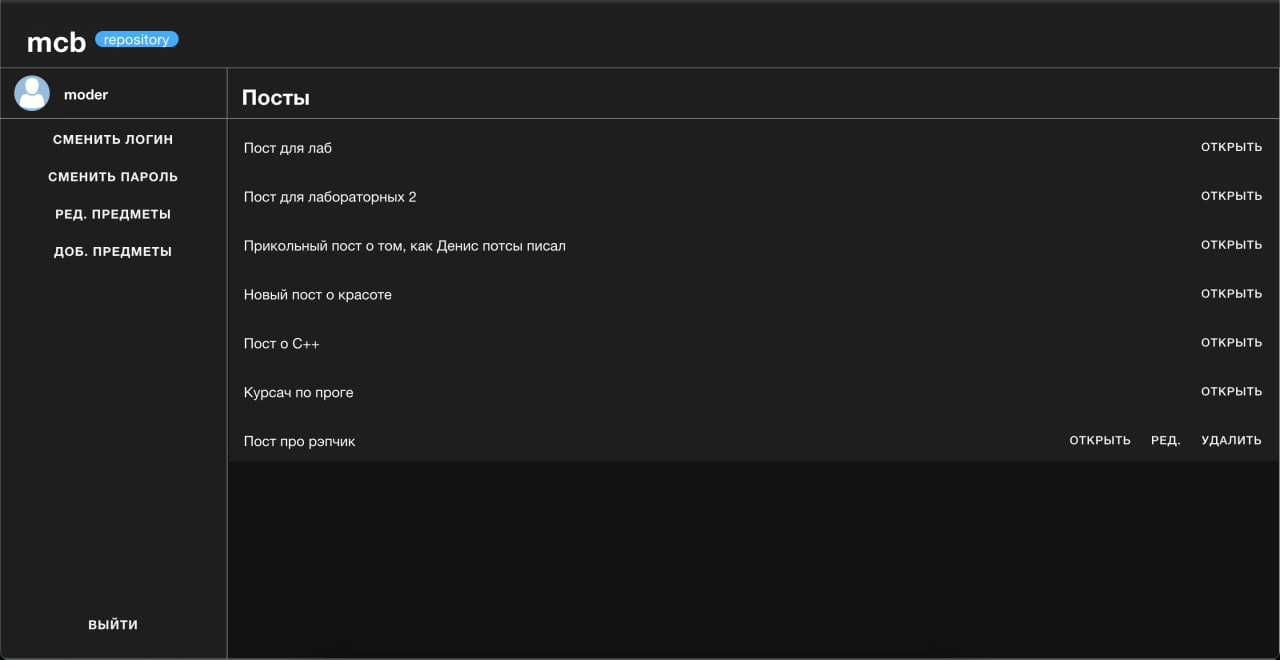 mcb repository
moder
СМЕНИТЬ ЛОГИН
СМЕНИТЬ ПАРОЛЬ
РЕД. ПРЕДМЕТЫ
ДОБ. ПРЕДМЕТЫ
ВЫЙТИ
Посты
Пост для лаб ОТКРЫТЬ
Пост для лабораторных 2 ОТКРЫТЬ
Прикольный пост о том, как Денис потсы писал ОТКРЫТЬ
Новый пост о красоте ОТКРЫТЬ
Пост о C++ ОТКРЫТЬ
Курсач по проге ОТКРЫТЬ
Пост про рэпчик ОТКРЫТЬ РЕД. УДАЛИТЬ